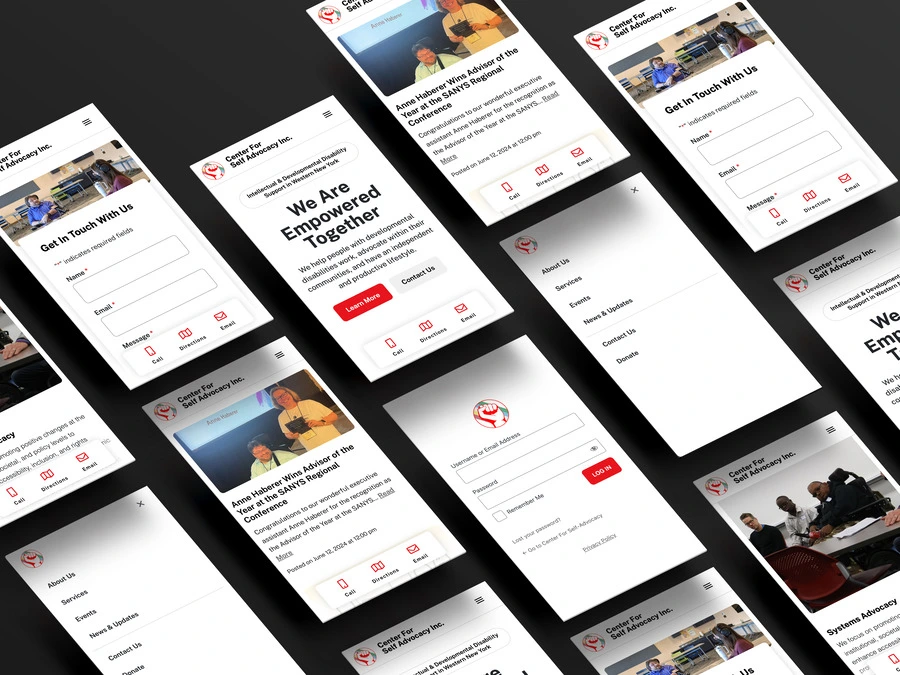 Center For
Self Advocacy Inc.
Anne Haberer
Anne Haberer Wins Advisor of the
Year at the SANYS Regional
Conference
Congratulations to our wonderful executive
assistant Anne Haberer for the recognition as
the Advisor of the Year at the SANYS... Read
More
Posted on June 12, 2024 at 12:00 pm
Call
Directions
Email
Center For
Self Advocacy Inc.
Get In Touch With Us
"*" indicates required fields
Name*
Email*
Message*
Call
Directions
Email
Center For
Self Advocacy Inc.
Get In Touch With Us
"*" indicates required fields
Name*
Email*
Message*
Call
Directions
Email
Center For
Self Advocacy Inc.
Intellectual & Developmental Disability
Support in Western New York
We Are
Empowered
Together
We help people with developmental
disabilities work, advocate within their
communities, and have an independent
and productive lifestyle.
Learn More
Contact Us
Call
Directions
Email
About Us
Services
Events
News & Updates
Contact Us
Donate
Center For
Self Advocacy Inc.
Intellectual & Developmental
Support in Western
We
Emp
To
We h
disab
com
promoting positive changes at the
societal, and policy levels to
accessibility, inclusion, and rights
Call
Directions
Email
Center For
Self Advocacy Inc.
Anne Haberer
Anne Haberer Wins Advisor of the
Year at the SANYS Regional
Conference
Congratulations to our wonderful executive
assistant Anne Haberer for the recognition as
the Advisor of the Year at the SANYS... Read
More
Posted on June 12, 2024 at 12:00 pm
Call
Directions
Email
Username or Email Address
Password
Remember Me
LOG IN
Lost your password?
← Go to Center For Self-Advocacy
Privacy Policy
Center For
Self Advocacy Inc.
Systems Advocacy
We focus on promoting
institutional, societal
enhance accessibi
About Us
Services
Events
News & Updates
Contact Us
Donate
Center For
Self Advocacy Inc.
Intellectual & Developmental Disability
Support in Western New York
Center For
Self Advocacy Inc.